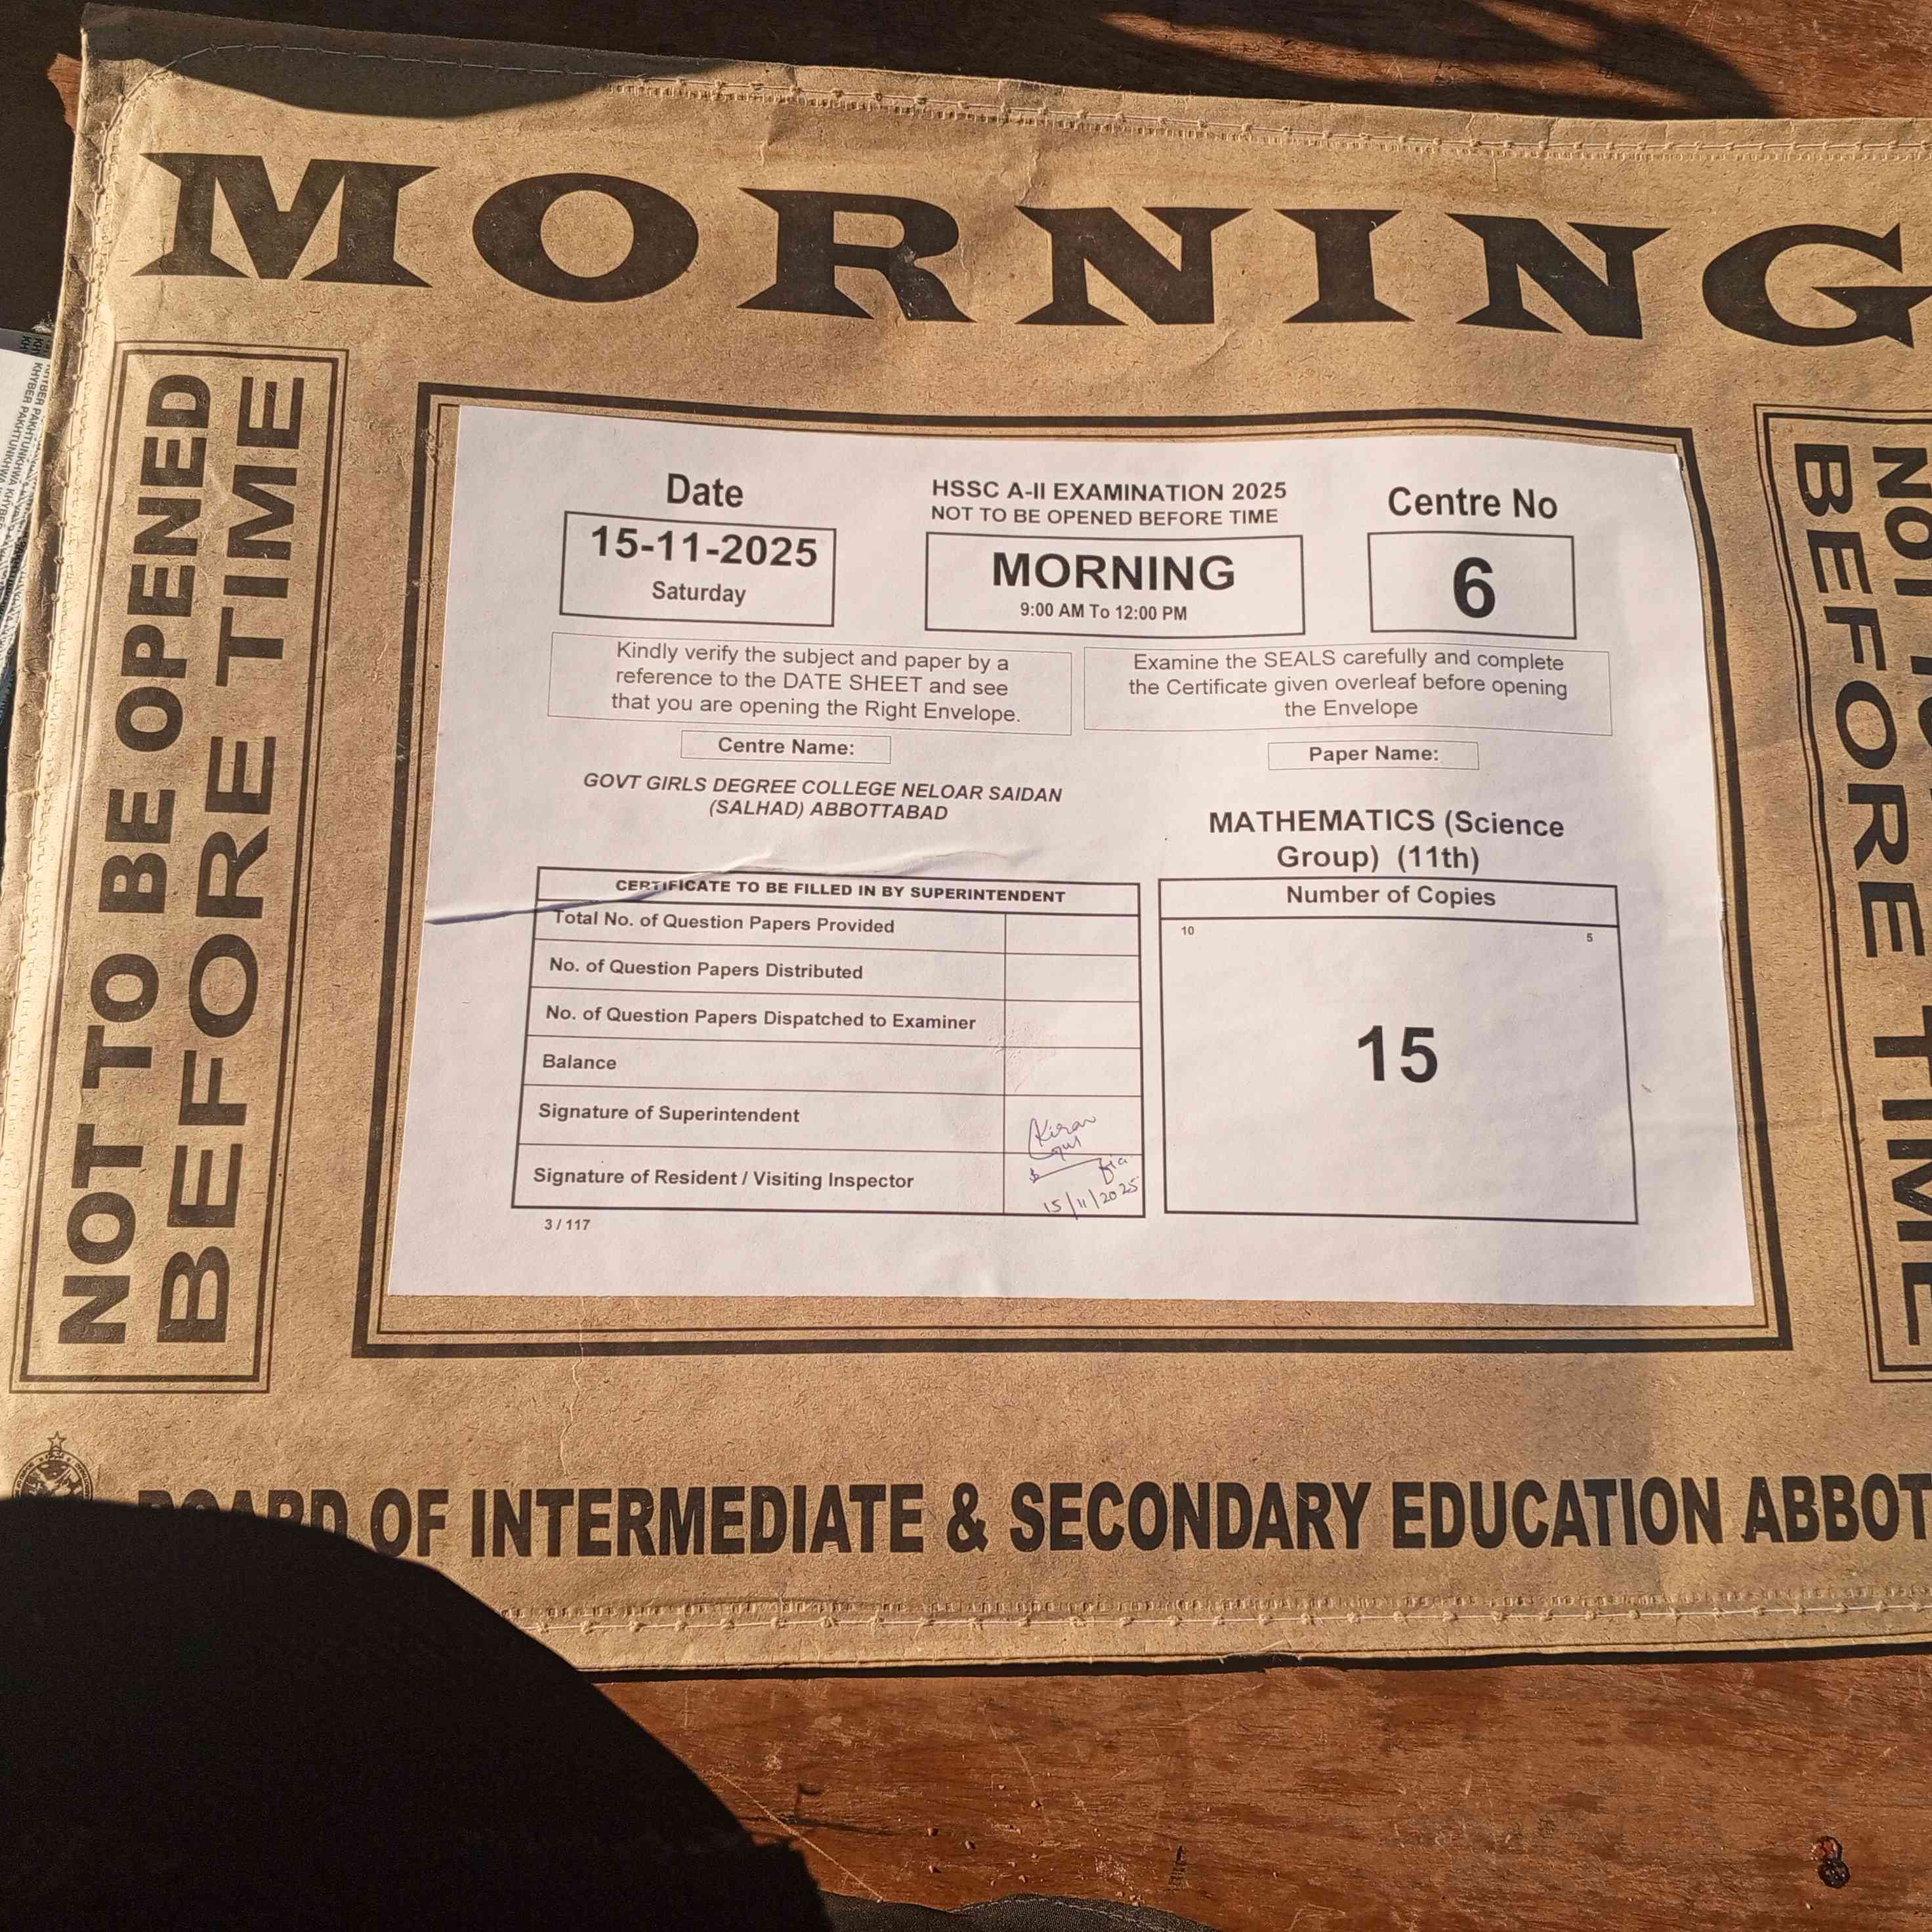 MORNING
NOT TO BE OPENED
BEFORE TIME
Date
15-11-2025
Saturday
HSSC A-II EXAMINATION 2025
NOT TO BE OPENED BEFORE TIME
MORNING
9:00 AM To 12:00 PM
Centre No
6
Kindly verify the subject and paper by a
reference to the DATE SHEET and see
that you are opening the Right Envelope.
Examine the SEALS carefully and complete
the Certificate given overleaf before opening
the Envelope
Centre Name:
GOVT GIRLS DEGREE COLLEGE NELOAR SAIDAN
(SALHAD) ABBOTTABAD
Paper Name:
MATHEMATICS (Science
Group) (11th)
CERTIFICATE TO BE FILLED IN BY SUPERINTENDENT
Total No. of Question Papers Provided
No. of Question Papers Distributed
No. of Question Papers Dispatched to Examiner
Balance
Signature of Superintendent
Kiran
Gul
Signature of Resident / Visiting Inspector
15/11/2025
3 / 117
Number of Copies
10 5
15
BEFORE TIME
BOARD OF INTERMEDIATE & SECONDARY EDUCATION ABBOT
KHYBER PAKHTUNKHWA